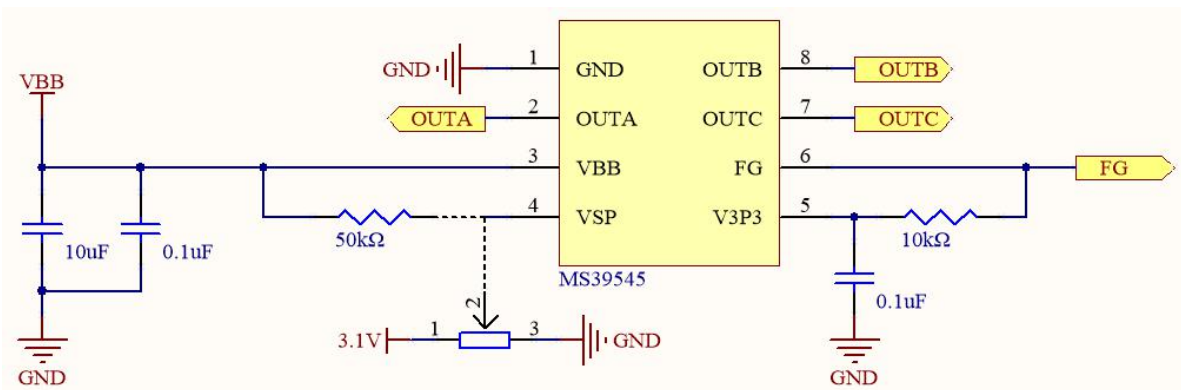 VBB
10uF
0.1uF
GND
50kΩ
GND
OUTA
1
2
3
4
GND
OUTA
VBB
VSP
OUTB
OUTC
FG
V3P3
8
7
6
5
MS39545
OUTB
OUTC
FG
10kΩ
0.1uF
GND
3.1V
1
2
3
GND